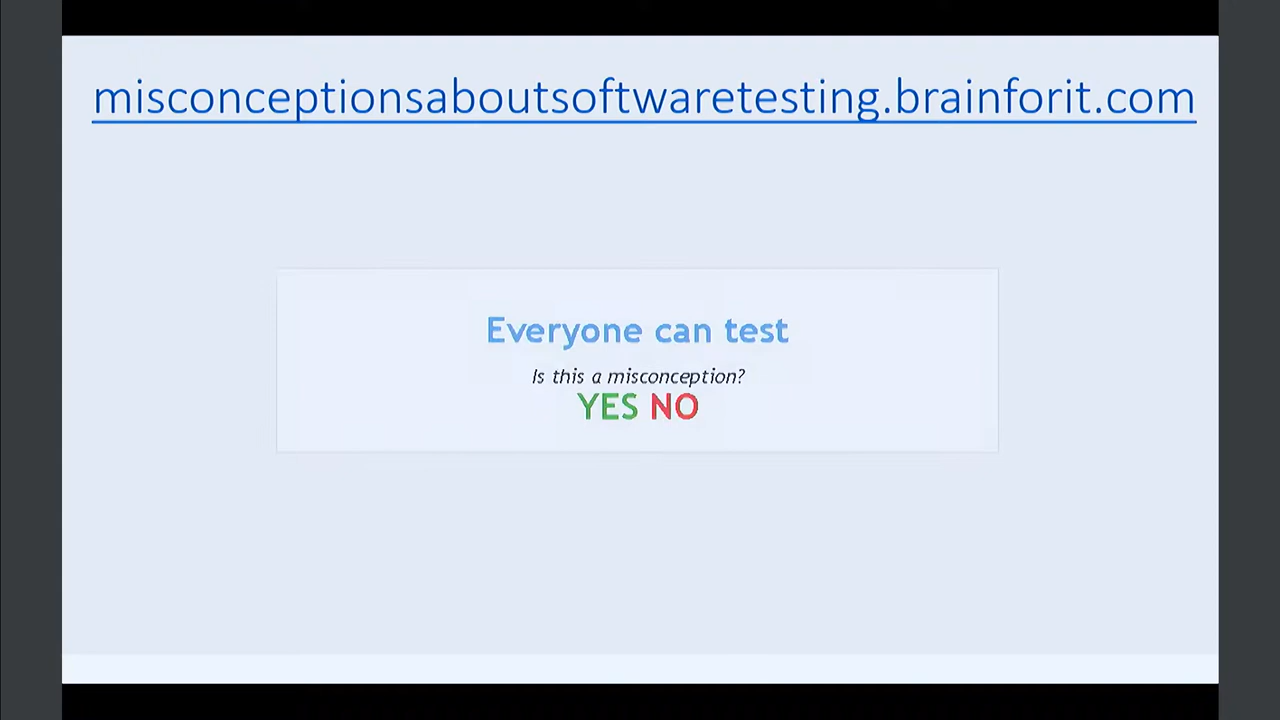 misconceptionsaboutsoftwaretesting.brainforit.com
Everyone can test
Is this a misconception?
YES NO